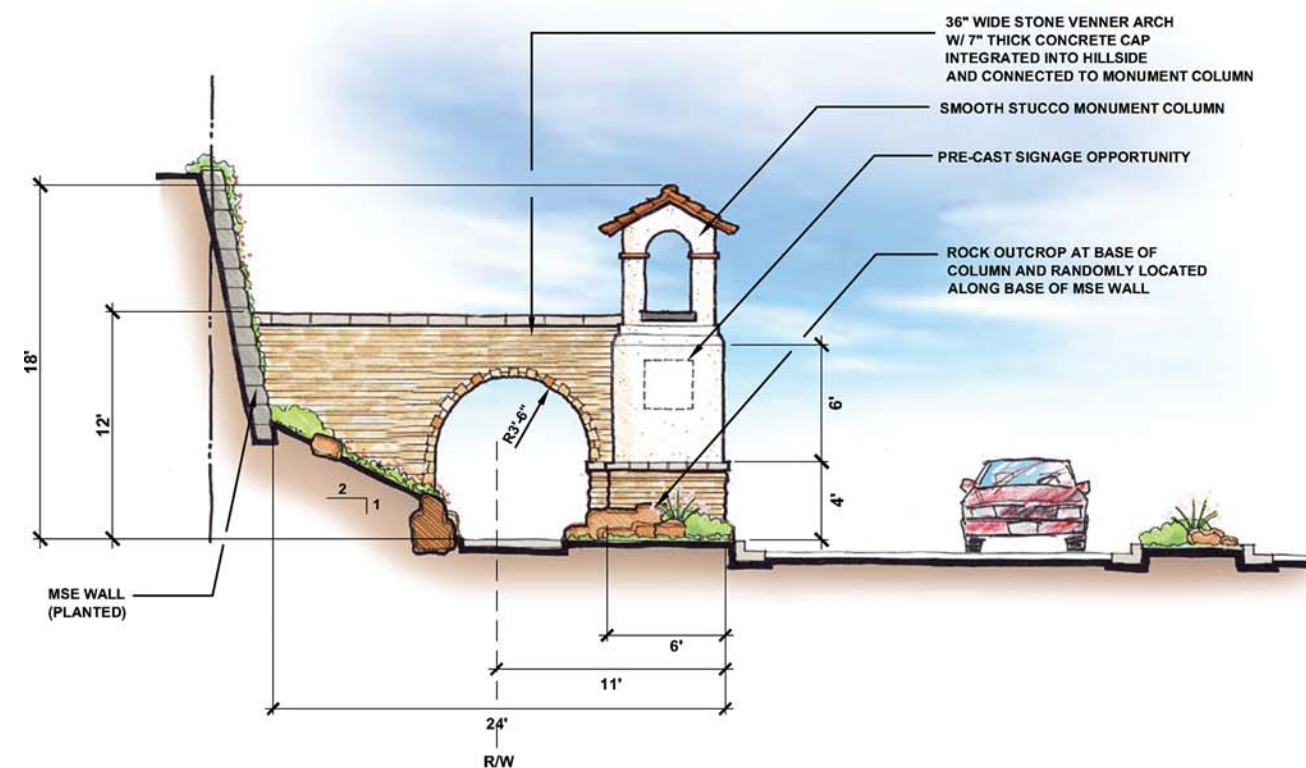 36" WIDE STONE VENNER ARCH
W/ 7" THICK CONCRETE CAP
INTEGRATED INTO HILLSIDE
AND CONNECTED TO MONUMENT COLUMN
SMOOTH STUCCO MONUMENT COLUMN
PRE-CAST SIGNAGE OPPORTUNITY
ROCK OUTCROP AT BASE OF
COLUMN AND RANDOMLY LOCATED
ALONG BASE OF MSE WALL
18'
12'
R3'-6"
6'
4'
2
1
MSE WALL
(PLANTED)
6'
11'
24'
R/W